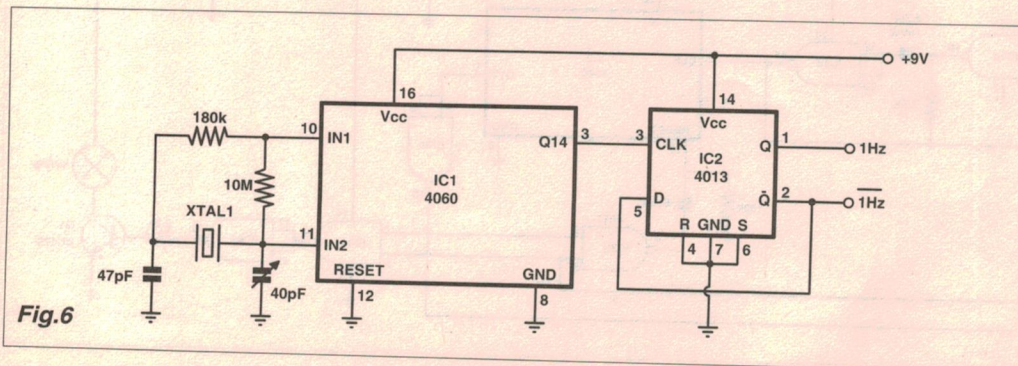 +9V
16
14
Vcc
Vcc
180k
10
IN1
Q14
3
3
CLK
Q
1
1Hz
IC1
4060
IC2
4013
10M
D
5
Q̄
2
1Hz
XTAL1
11
IN2
R GND S
4
7
6
47pF
40pF
RESET
12
GND
8
Fig.6